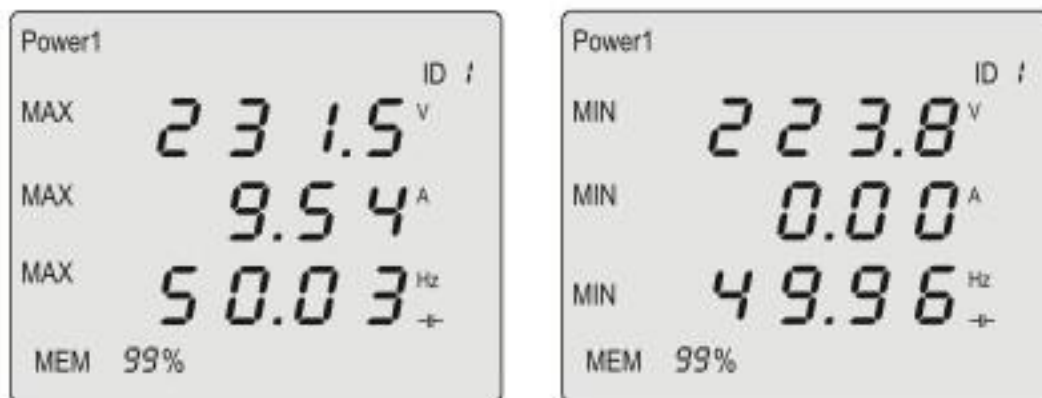 Power1
ID 1
MAX 231.5 V
MAX 9.54 A
MAX 50.03 Hz
MEM 99%
Power1
ID 1
MIN 223.8 V
MIN 0.00 A
MIN 49.96 Hz
MEM 99%